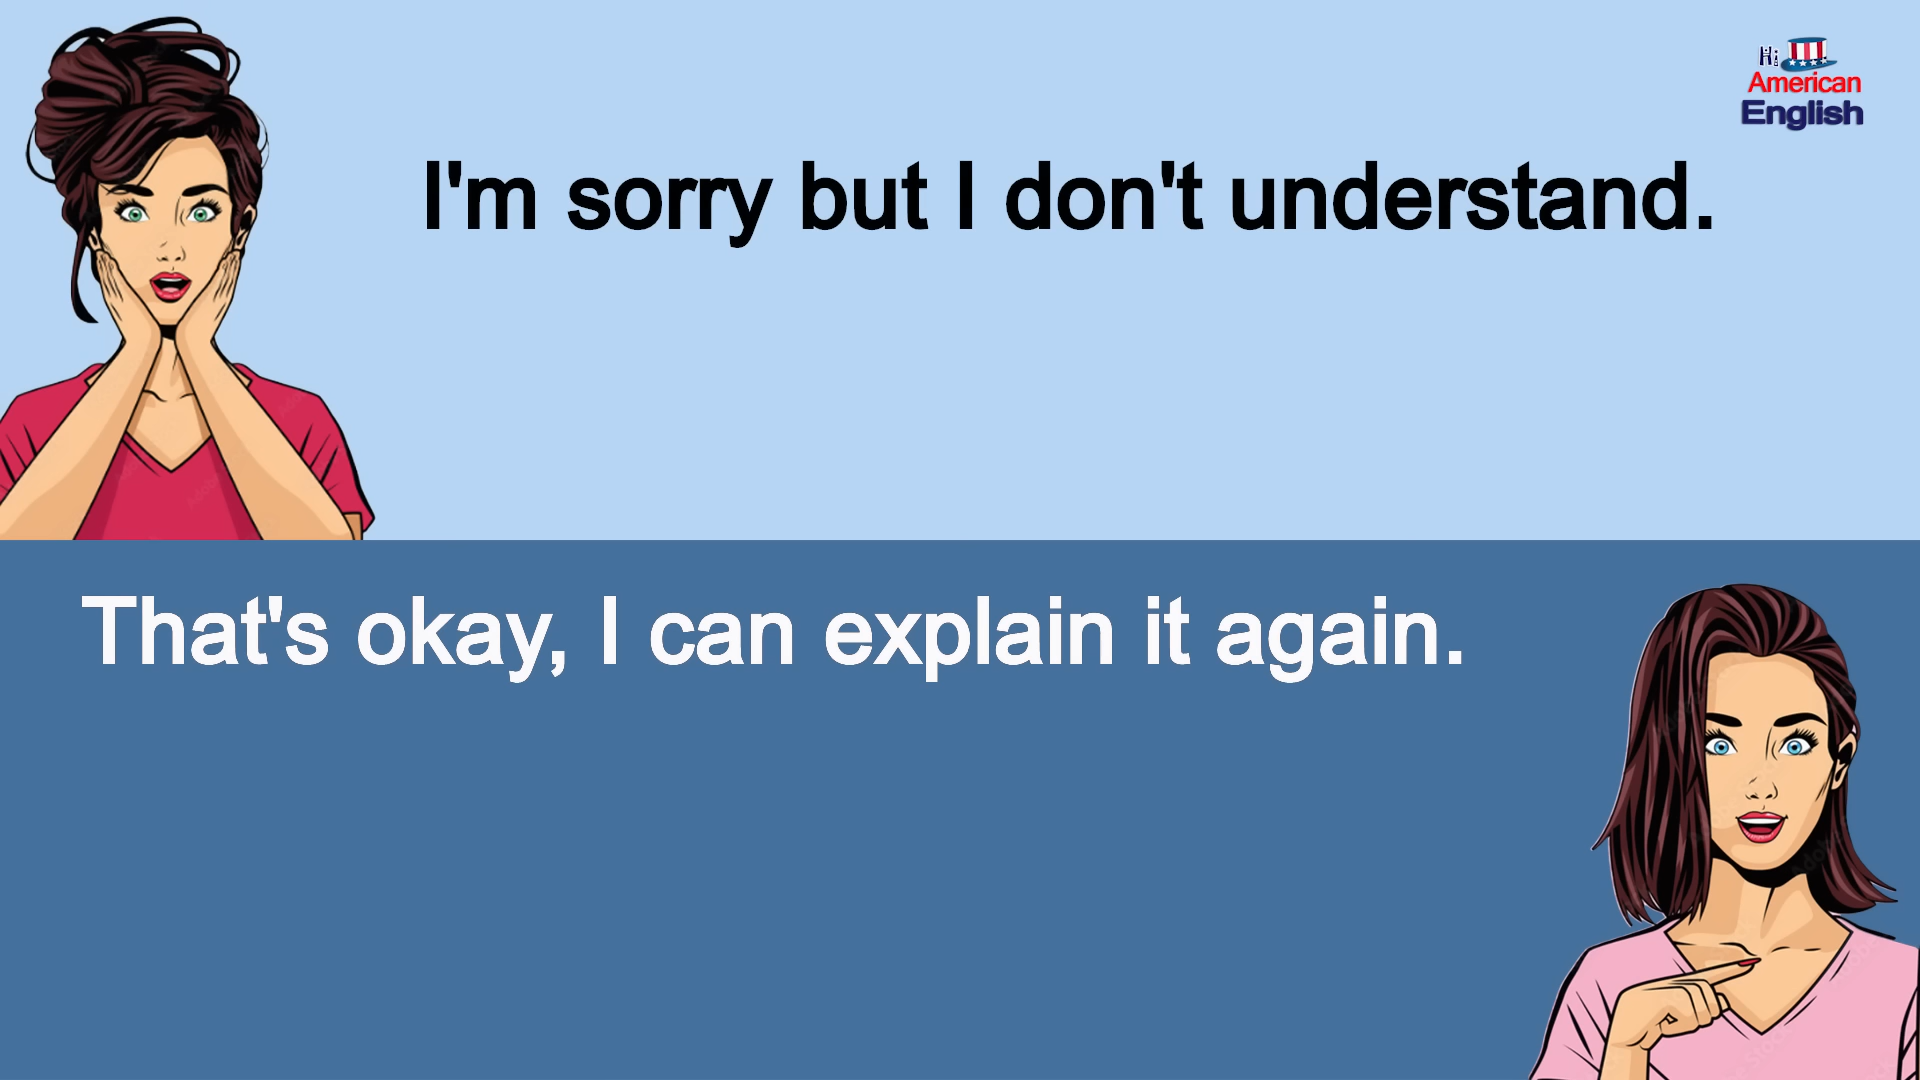 Hi
American
English
I'm sorry but I don't understand.
That's okay, I can explain it again.